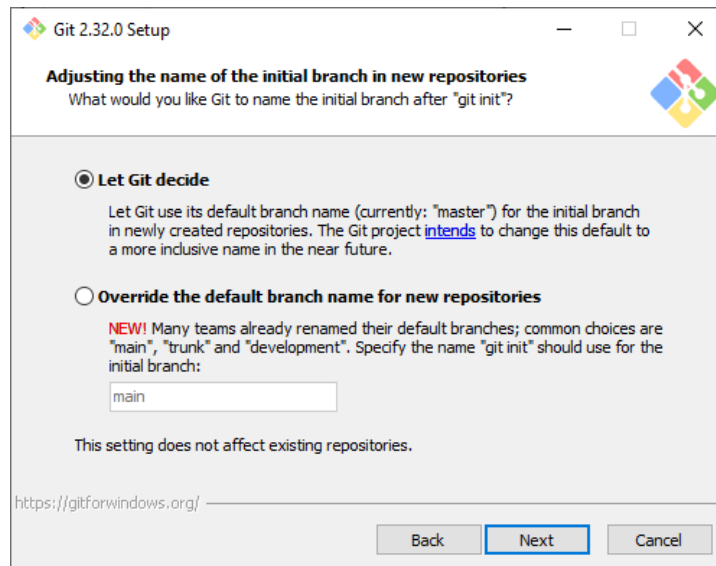 Git 2.32.0 Setup
Adjusting the name of the initial branch in new repositories
What would you like Git to name the initial branch after "git init"?
Let Git decide
Let Git use its default branch name (currently: "master") for the initial branch
in newly created repositories. The Git project intends to change this default to
a more inclusive name in the near future.
Override the default branch name for new repositories
NEW! Many teams already renamed their default branches; common choices are
"main", "trunk" and "development". Specify the name "git init" should use for the
initial branch:
main
This setting does not affect existing repositories.
https://gitforwindows.org/
Back Next Cancel